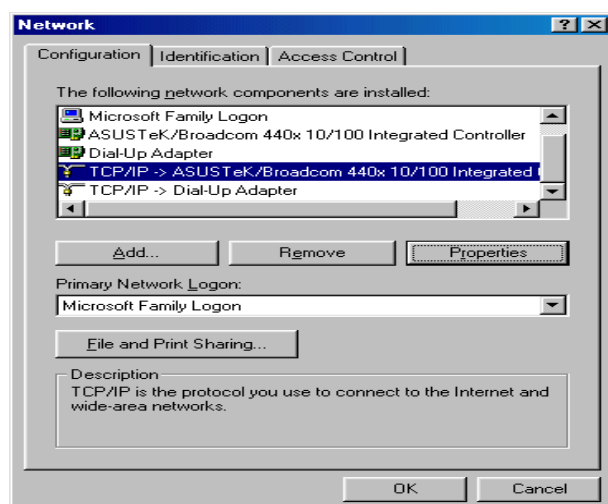 Network
Configuration Identification Access Control
The following network components are installed:
Microsoft Family Logon
ASUSTeK/Broadcom 440x 10/100 Integrated Controller
Dial-Up Adapter
TCP/IP -> ASUSTeK/Broadcom 440x 10/100 Integrated
TCP/IP -> Dial-Up Adapter
Add... Remove Properties
Primary Network Logon:
Microsoft Family Logon
File and Print Sharing...
Description
TCP/IP is the protocol you use to connect to the Internet and
wide-area networks.
OK Cancel